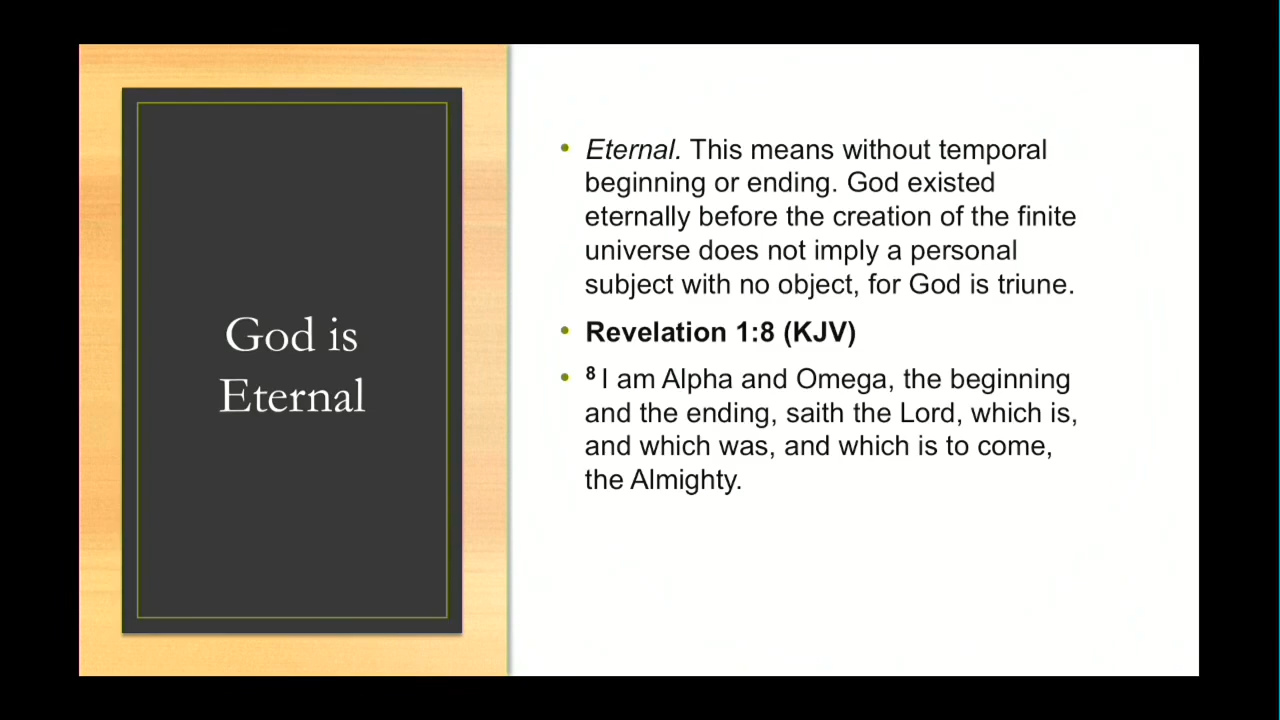 God is
Eternal
• Eternal. This means without temporal
beginning or ending. God existed
eternally before the creation of the finite
universe does not imply a personal
subject with no object, for God is triune.
• Revelation 1:8 (KJV)
• 8 I am Alpha and Omega, the beginning
and the ending, saith the Lord, which is,
and which was, and which is to come,
the Almighty.